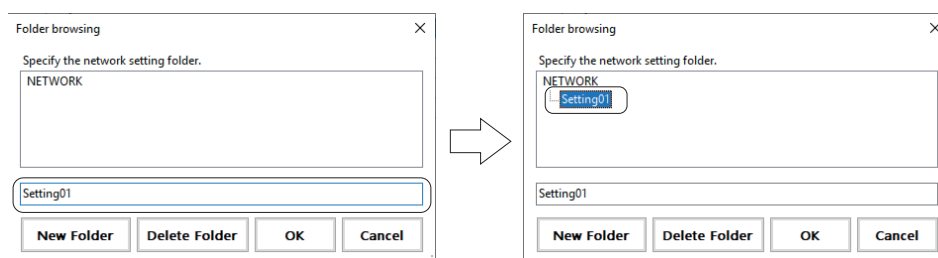 Folder browsing
Specify the network setting folder.
NETWORK
Setting01
New Folder Delete Folder OK Cancel
Folder browsing
Specify the network setting folder.
NETWORK
Setting01
Setting01
New Folder Delete Folder OK Cancel